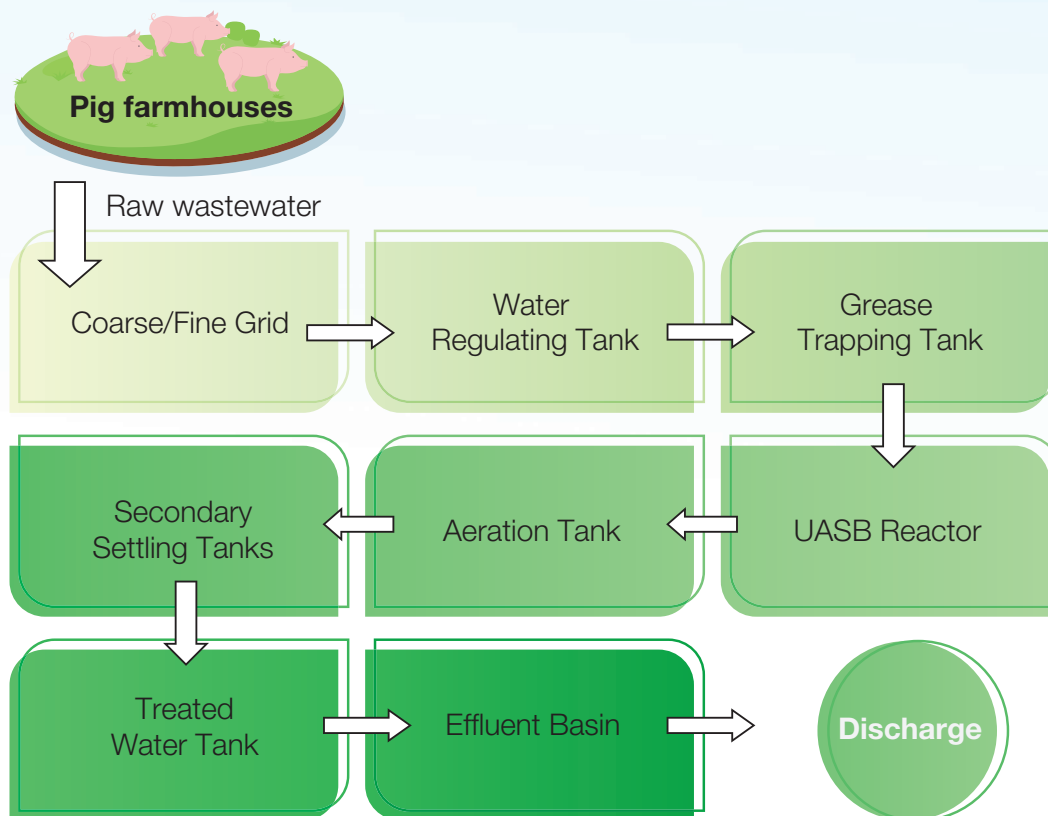 Pig farmhouses
Raw wastewater
Coarse/Fine Grid
Water
Regulating Tank
Grease
Trapping Tank
UASB Reactor
Aeration Tank
Secondary
Settling Tanks
Treated
Water Tank
Effluent Basin
Discharge